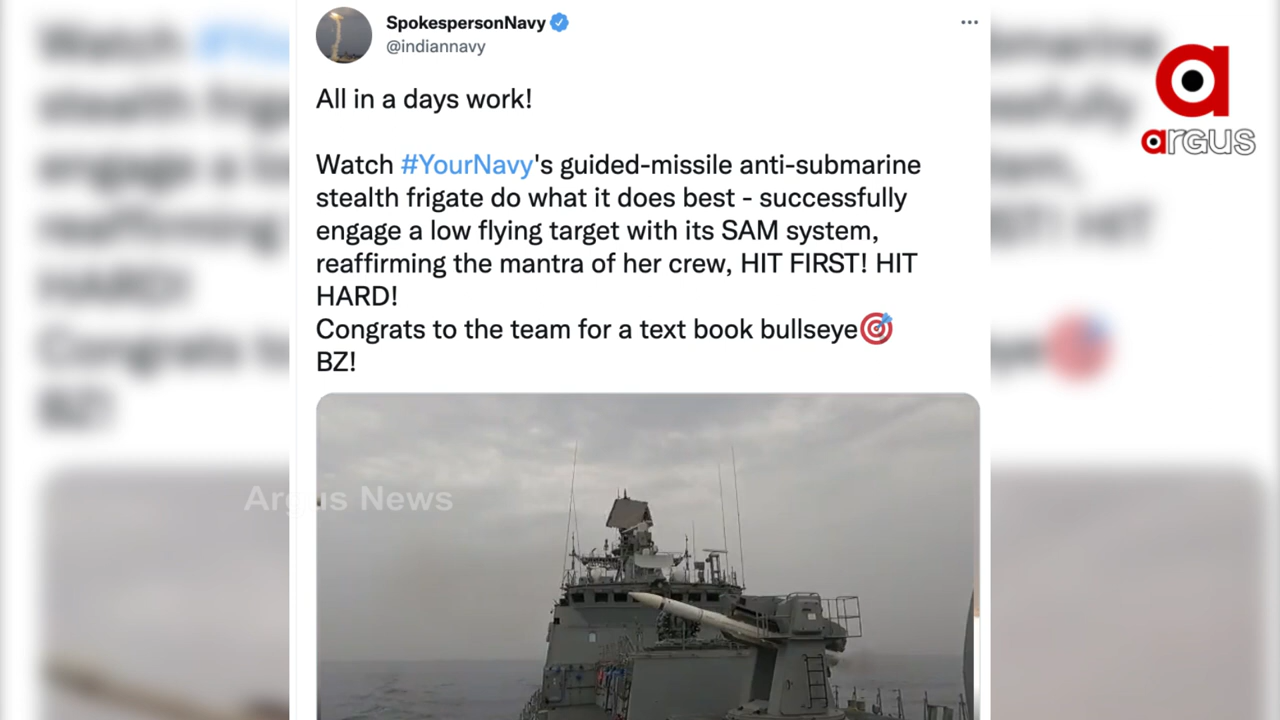 SpokespersonNavy
@indiannavy
All in a days work!
Watch #YourNavy's guided-missile anti-submarine
stealth frigate do what it does best - successfully
engage a low flying target with its SAM system,
reaffirming the mantra of her crew, HIT FIRST! HIT
HARD!
Congrats to the team for a text book bullseye🎯
BZ!
argus
Argus News